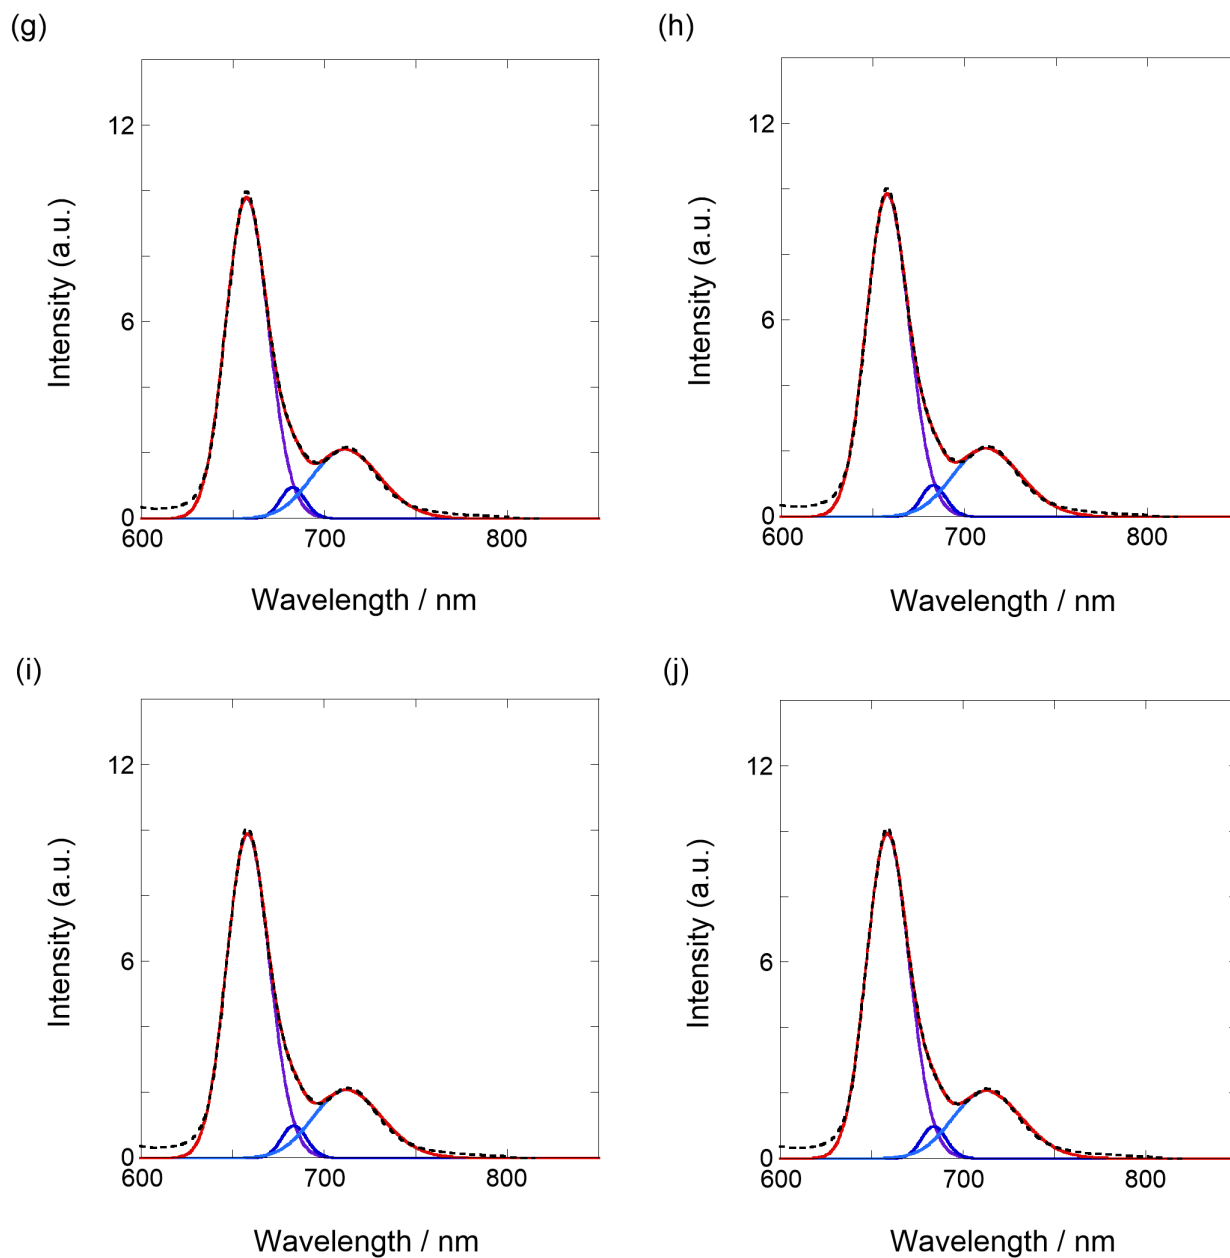 (g)
12
6
0
600
700
800
Intensity (a.u.)
Wavelength / nm
(h)
12
6
0
600
700
800
Intensity (a.u.)
Wavelength / nm
(i)
12
6
0
600
700
800
Intensity (a.u.)
Wavelength / nm
(j)
12
6
0
600
700
800
Intensity (a.u.)
Wavelength / nm